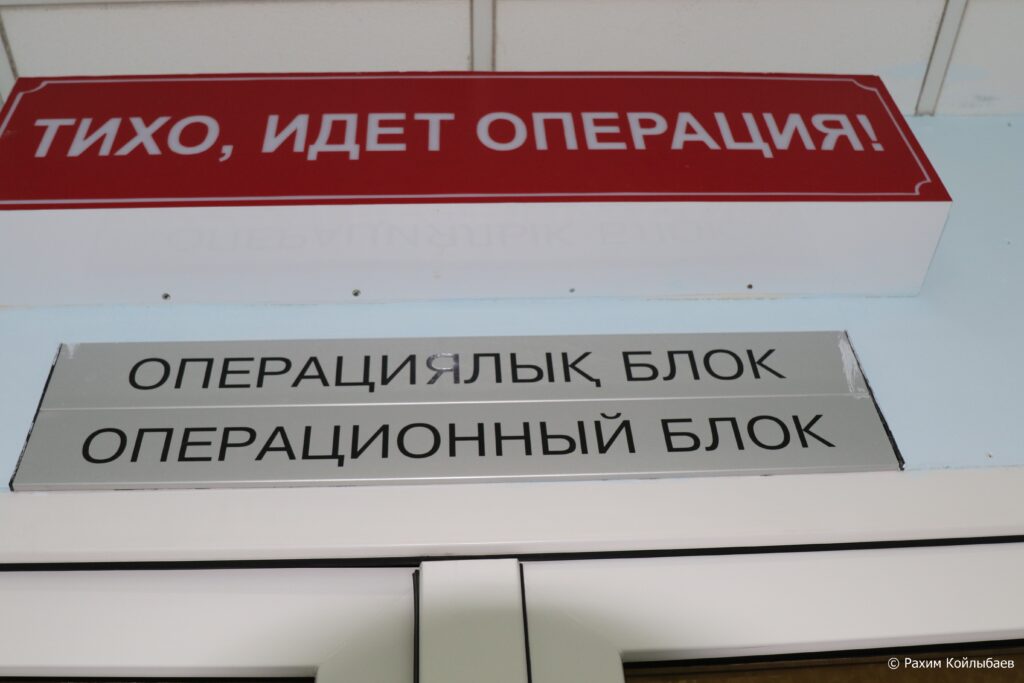 ТИХО, ИДЕТ ОПЕРАЦИЯ!
ОПЕРАЦИЯЛЫҚ БЛОК
ОПЕРАЦИОННЫЙ БЛОК
© Рахим Койлыбаев